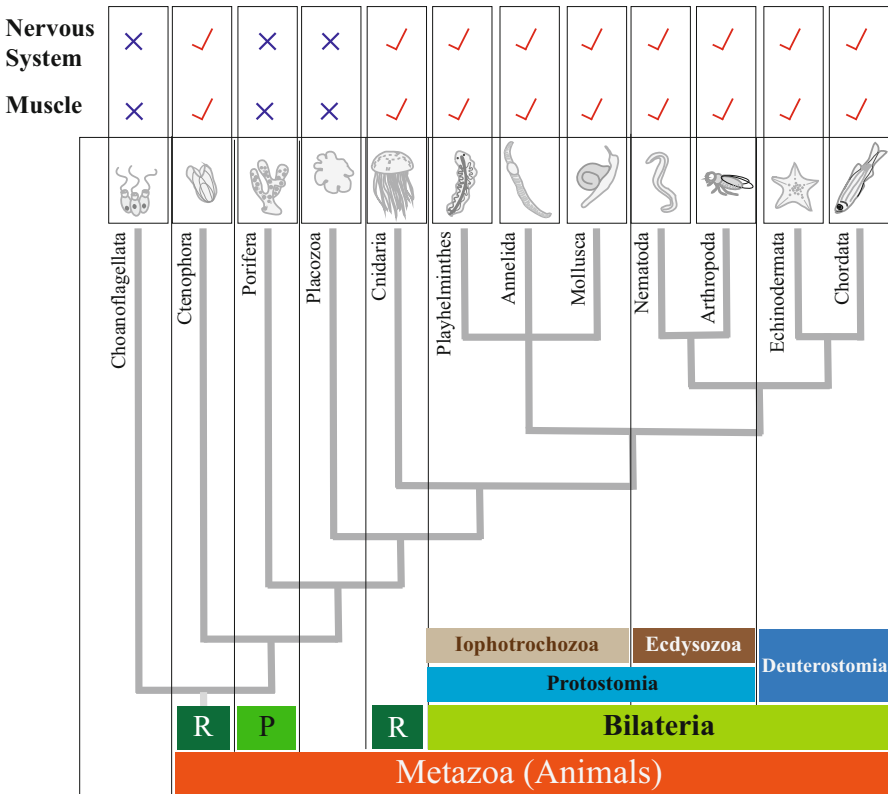 Nervous
System
Muscle
Choanoflagellata
Ctenophora
Porifera
Placozoa
Cnidaria
Playhelminthes
Annelida
Mollusca
Nematoda
Arthropoda
Echinodermata
Chordata
Iophotrochozoa
Ecdysozoa
Deuterostomia
Protostomia
R
P
R
Bilateria
Metazoa (Animals)